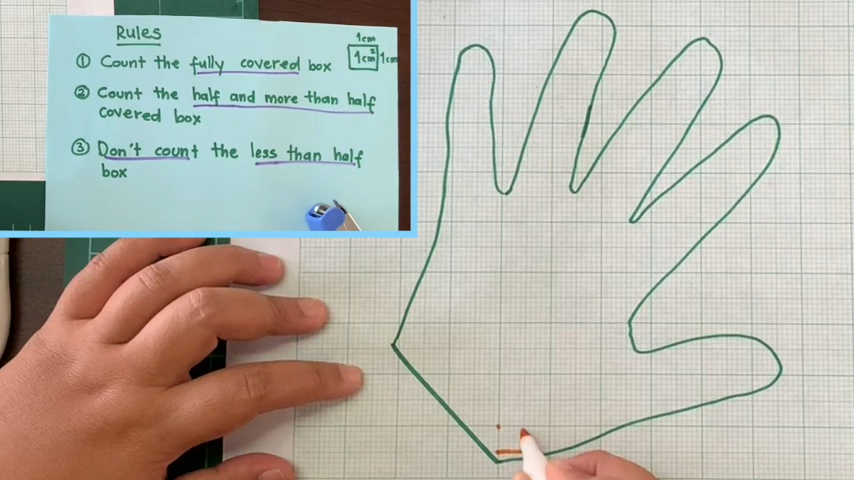 Rules
1cm
1cm² 1cm
① Count the fully covered box
② Count the half and more than half
covered box
③ Don't count the less than half
box